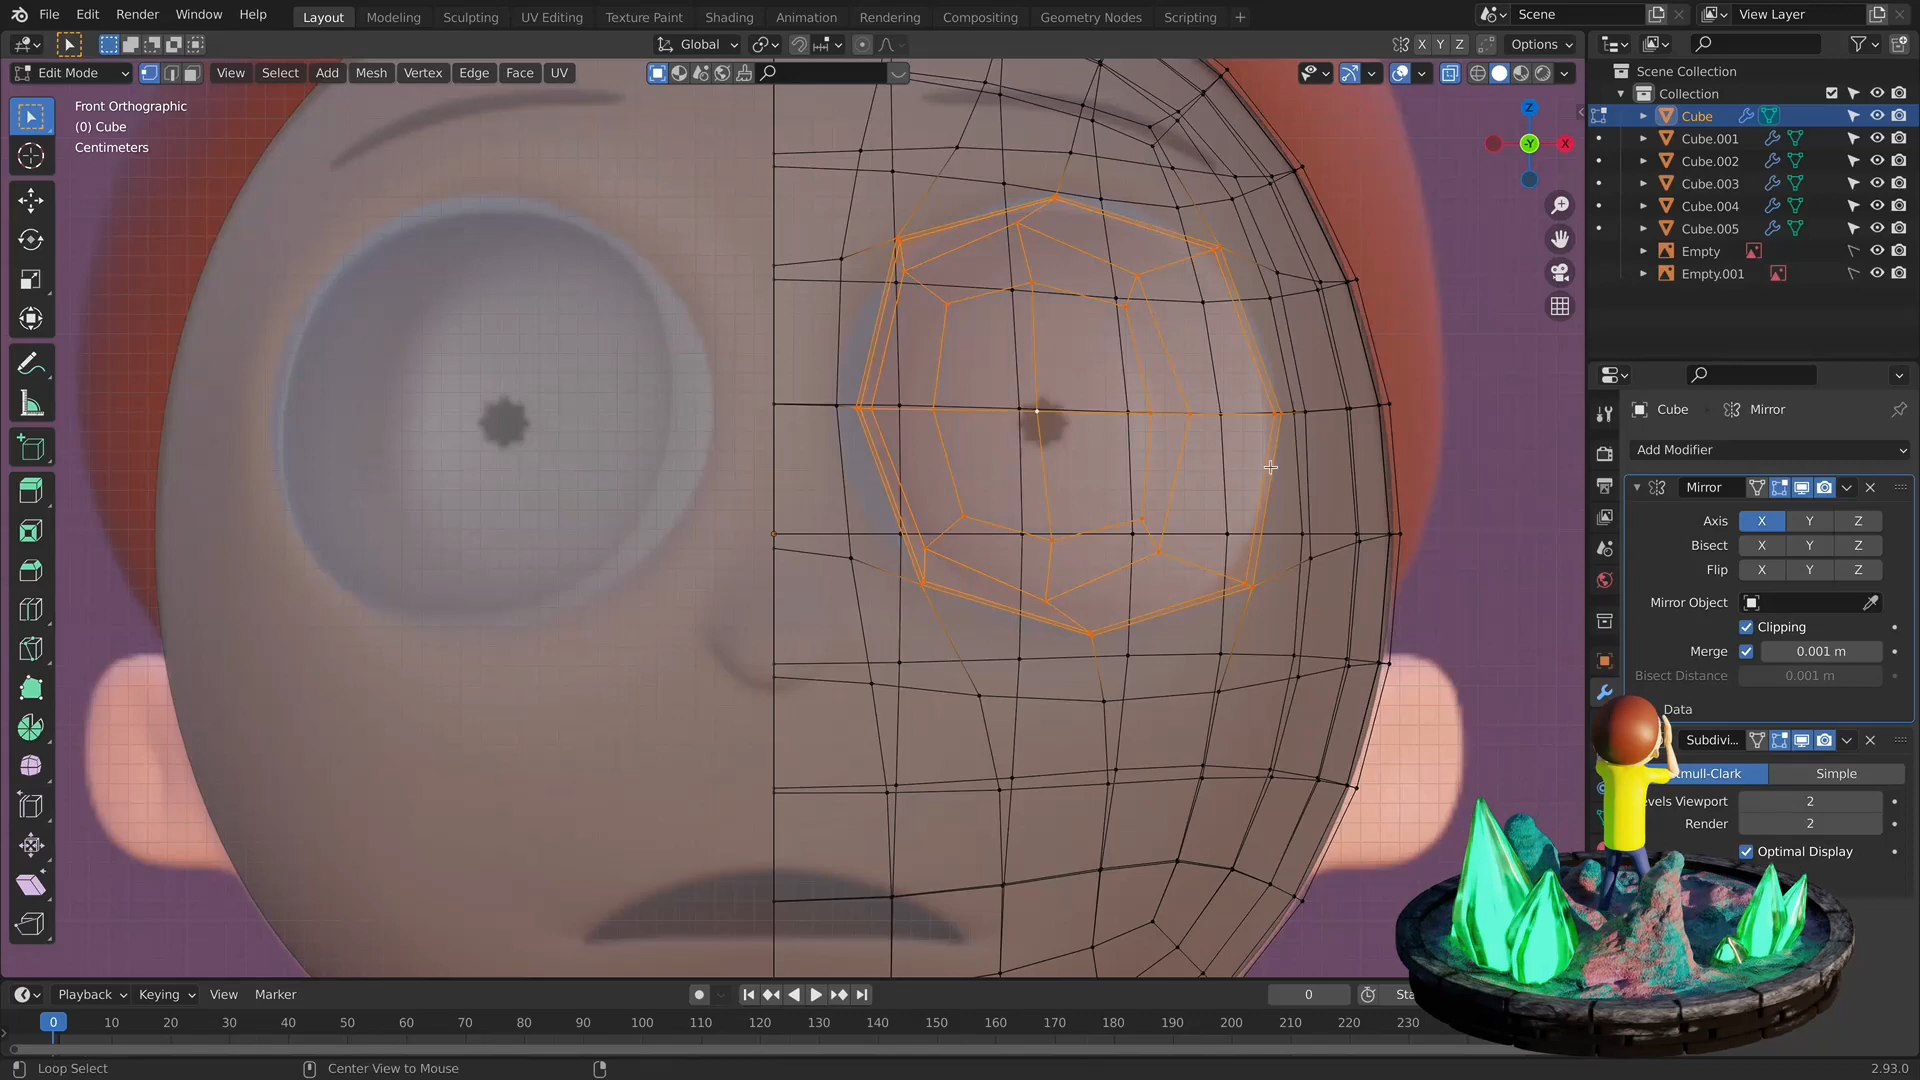 File Edit Render Window Help Layout Modeling Sculpting UV Editing Texture Paint Shading Animation Rendering Compositing Geometry Nodes Scripting + Scene View Layer
Global X Y Z Options
Edit Mode View Select Add Mesh Vertex Edge Face UV
Front Orthographic
(0) Cube
Centimeters
Z
-Y X
Scene Collection
Collection
Cube
Cube.001
Cube.002
Cube.003
Cube.004
Cube.005
Empty
Empty.001
Cube Mirror
Add Modifier
Mirror
Axis X Y Z
Bisect X Y Z
Flip X Y Z
Mirror Object
Clipping
Merge 0.001 m
Bisect Distance 0.001 m
Data
Subdivi...
mull-Clark Simple
evels Viewport 2
Render 2
Optimal Display
Playback Keying View Marker 0 Sta
0 10 20 30 40 50 60 70 80 90 100 110 120 130 140 150 160 170 180 190 200 210 220 230
Loop Select Center View to Mouse 2.93.0